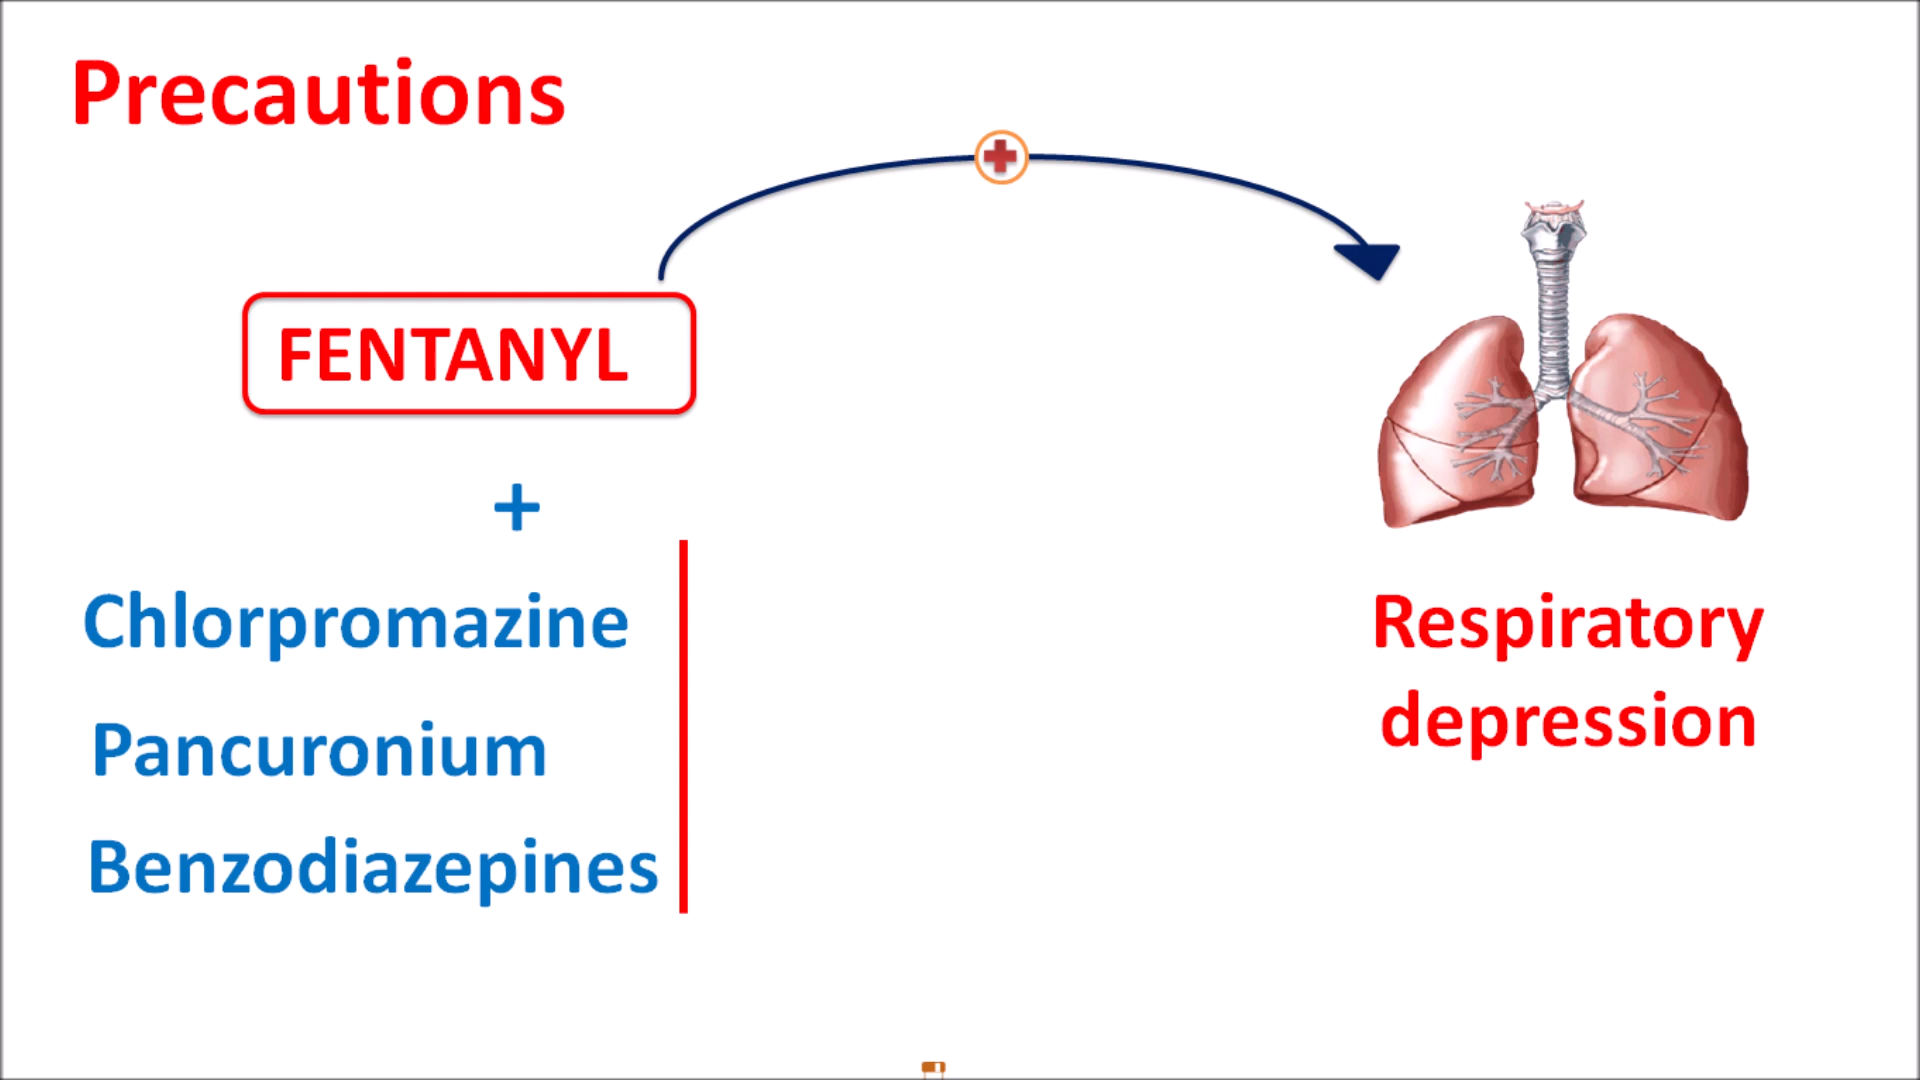 Precautions
FENTANYL
+
Chlorpromazine
Pancuronium
Benzodiazepines
Respiratory
depression